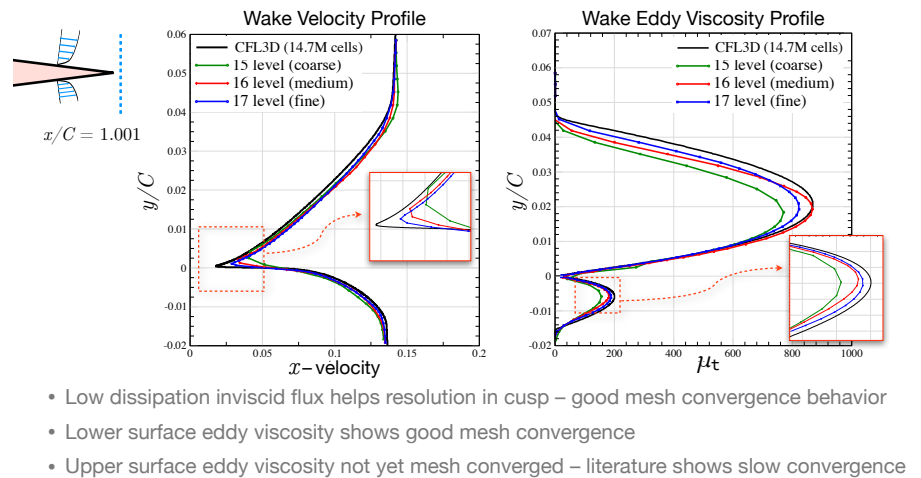 Wake Velocity Profile
Wake Eddy Viscosity Profile
x/C = 1.001
0.06
0.05
0.04
0.03
0.02
0.01
0
-0.01
-0.02
y/C
CFL3D (14.7M cells)
15 level (coarse)
16 level (medium)
17 level (fine)
0
0.05
0.1
0.15
0.2
x–velocity
0.06
0.05
0.04
0.03
0.02
0.01
0
-0.01
-0.02
y/C
CFL3D (14.7M cells)
15 level (coarse)
16 level (medium)
17 level (fine)
0
200
400
600
800
1000
μt
• Low dissipation inviscid flux helps resolution in cusp – good mesh convergence behavior
• Lower surface eddy viscosity shows good mesh convergence
• Upper surface eddy viscosity not yet mesh converged – literature shows slow convergence